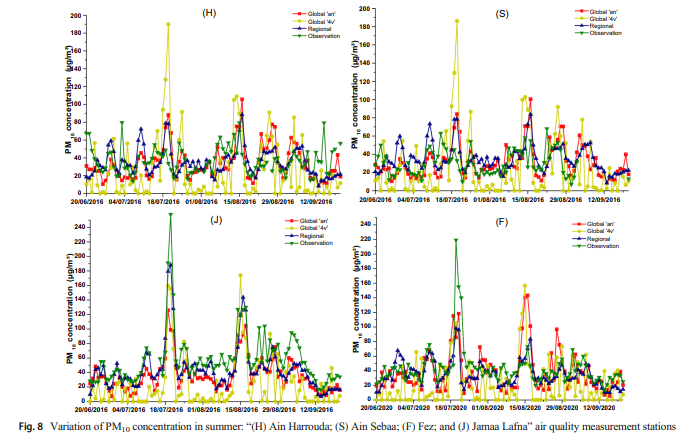 (H)
Global 'an'
Global '4v'
Regional
Observation
PM10 concentration (µg/m³)
200
180
160
140
120
100
80
60
40
20
0
20/06/2016 04/07/2016 18/07/2016 01/08/2016 15/08/2016 29/08/2016 12/09/2016
(S)
Global 'an'
Global '4v'
Regional
Observation
PM10 concentration (µg/m³)
200
180
160
140
120
100
80
60
40
20
0
20/06/2016 04/07/2016 18/07/2016 01/08/2016 15/08/2016 29/08/2016 12/09/2016
(J)
Global 'an'
Global '4v'
Regional
Observation
PM10 concentration (µg/m³)
240
220
200
180
160
140
120
100
80
60
40
20
0
20/06/2016 04/07/2016 18/07/2016 01/08/2016 15/08/2016 29/08/2016 12/09/2016
(F)
Global 'an'
Global '4v'
Regional
Observation
PM10 concentration (µg/m³)
240
220
200
180
160
140
120
100
80
60
40
20
0
20/06/2020 04/07/2020 18/07/2020 01/08/2020 15/08/2020 29/08/2020 12/09/2020
Fig. 8 Variation of PM10 concentration in summer: “(H) Ain Harrouda; (S) Ain Sebaa; (F) Fez; and (J) Jamaa Lafna” air quality measurement stations